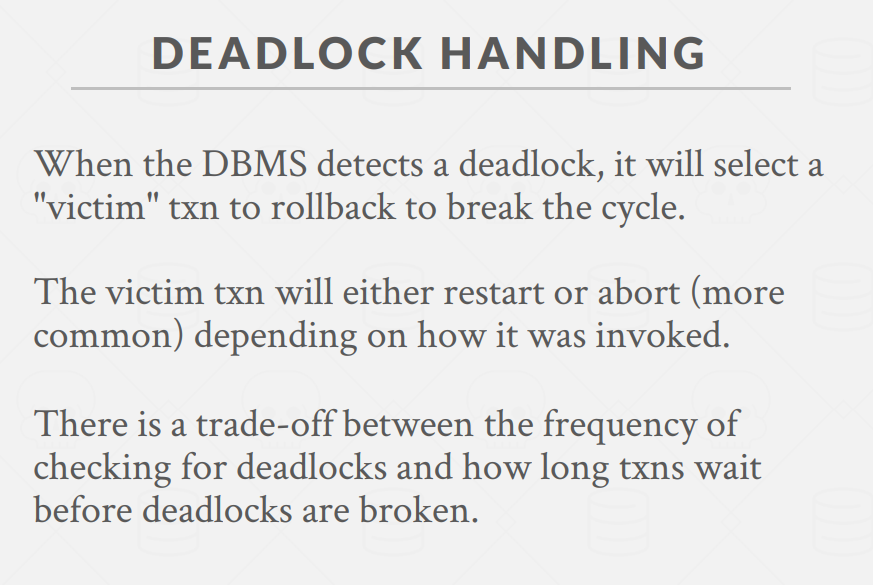 DEADLOCK HANDLING
When the DBMS detects a deadlock, it will select a
"victim" txn to rollback to break the cycle.
The victim txn will either restart or abort (more
common) depending on how it was invoked.
There is a trade-off between the frequency of
checking for deadlocks and how long txns wait
before deadlocks are broken.